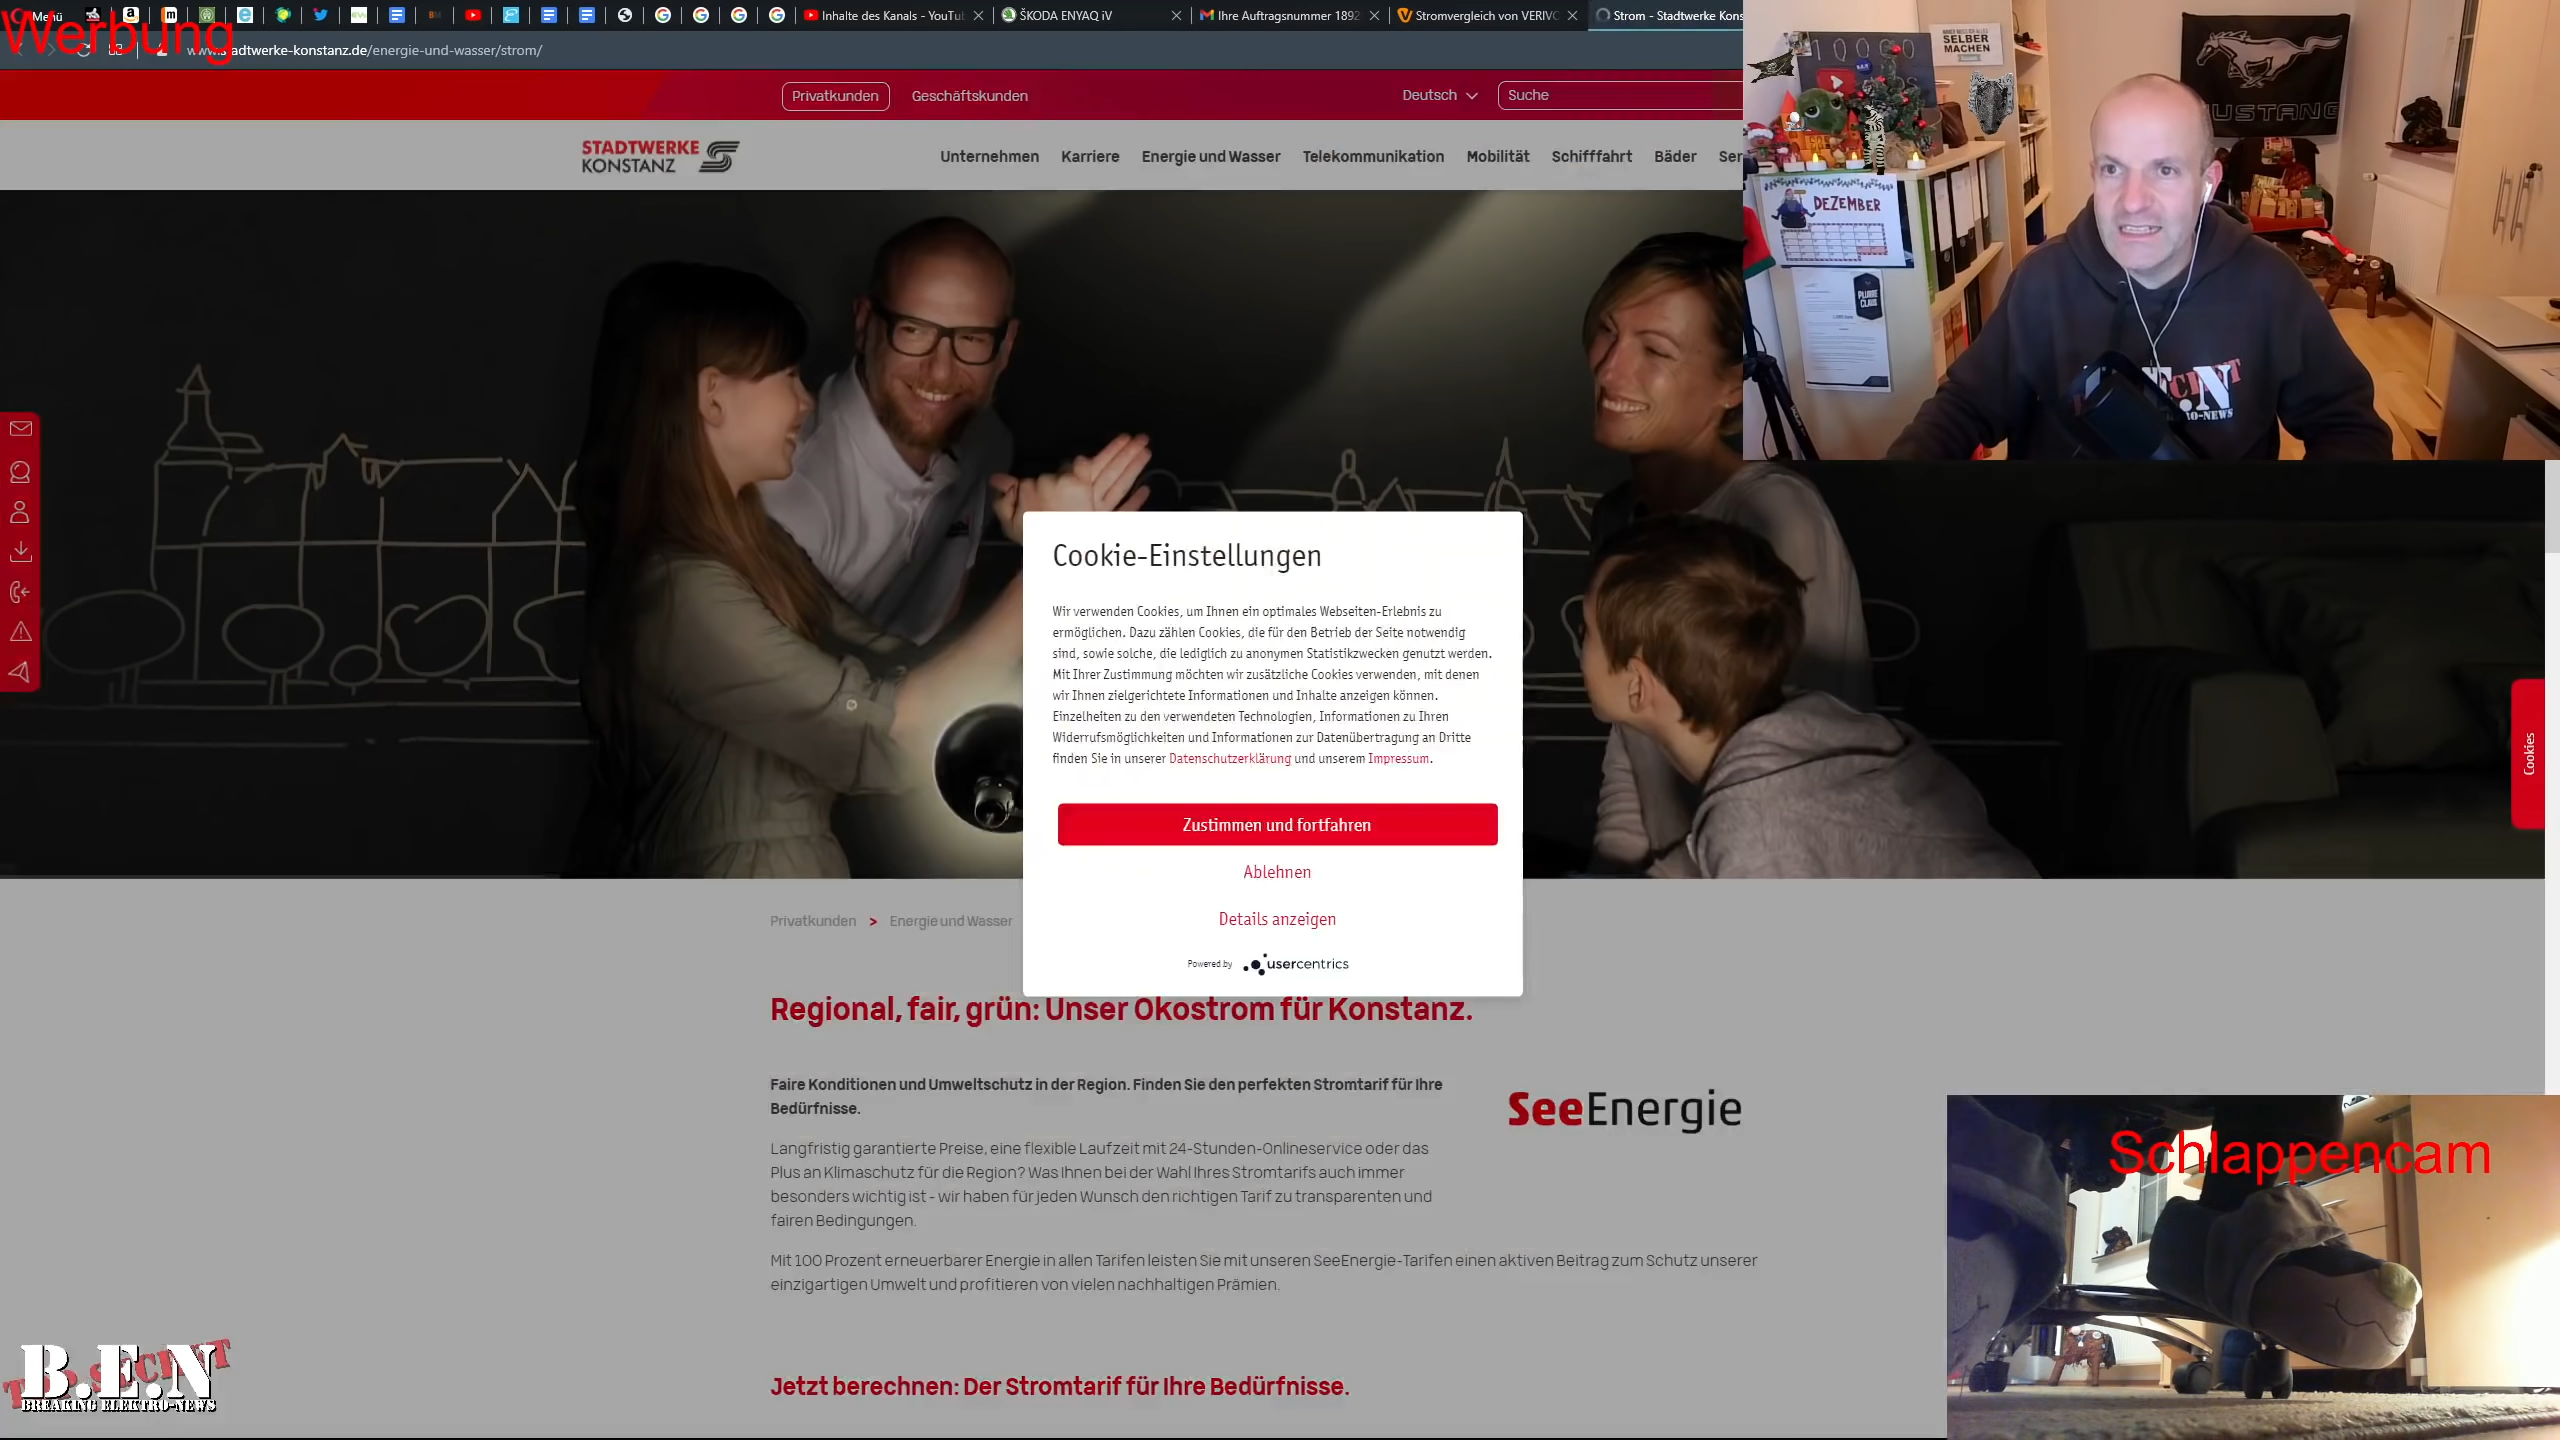 Menü
Inhalte des Kanals - YouTub
ŠKODA ENYAQ iV
Ihre Auftragsnummer 1892
Stromvergleich von VERIVO
Strom - Stadtwerke Kons
Werbung
www.stadtwerke-konstanz.de/energie-und-wasser/strom/
Privatkunden
Geschäftskunden
Deutsch
Suche
STADTWERKE
KONSTANZ
Unternehmen
Karriere
Energie und Wasser
Telekommunikation
Mobilität
Schifffahrt
Bäder
Ser
10000
SELBER
MACHEN
MUSTANG
DEZEMBER
PLURRE
CLAUS
Cookie-Einstellungen
Wir verwenden Cookies, um Ihnen ein optimales Webseiten-Erlebnis zu
ermöglichen. Dazu zählen Cookies, die für den Betrieb der Seite notwendig
sind, sowie solche, die lediglich zu anonymen Statistikzwecken genutzt werden.
Mit Ihrer Zustimmung möchten wir zusätzliche Cookies verwenden, mit denen
wir Ihnen zielgerichtete Informationen und Inhalte anzeigen können.
Einzelheiten zu den verwendeten Technologien, Informationen zu Ihren
Widerrufsmöglichkeiten und Informationen zur Datenübertragung an Dritte
finden Sie in unserer Datenschutzerklärung und unserem Impressum.
Zustimmen und fortfahren
Ablehnen
Details anzeigen
Powered by usercentrics
Cookies
Privatkunden > Energie und Wasser
Regional, fair, grün: Unser Ökostrom für Konstanz.
Faire Konditionen und Umweltschutz in der Region. Finden Sie den perfekten Stromtarif für Ihre
Bedürfnisse.
SeeEnergie
Langfristig garantierte Preise, eine flexible Laufzeit mit 24-Stunden-Onlineservice oder das
Plus an Klimaschutz für die Region? Was Ihnen bei der Wahl Ihres Stromtarifs auch immer
besonders wichtig ist - wir haben für jeden Wunsch den richtigen Tarif zu transparenten und
fairen Bedingungen.
Mit 100 Prozent erneuerbarer Energie in allen Tarifen leisten Sie mit unseren SeeEnergie-Tarifen einen aktiven Beitrag zum Schutz unserer
einzigartigen Umwelt und profitieren von vielen nachhaltigen Prämien.
Jetzt berechnen: Der Stromtarif für Ihre Bedürfnisse.
Schlappencam
B.E.N
BREAKING ELEKTRO-NEWS